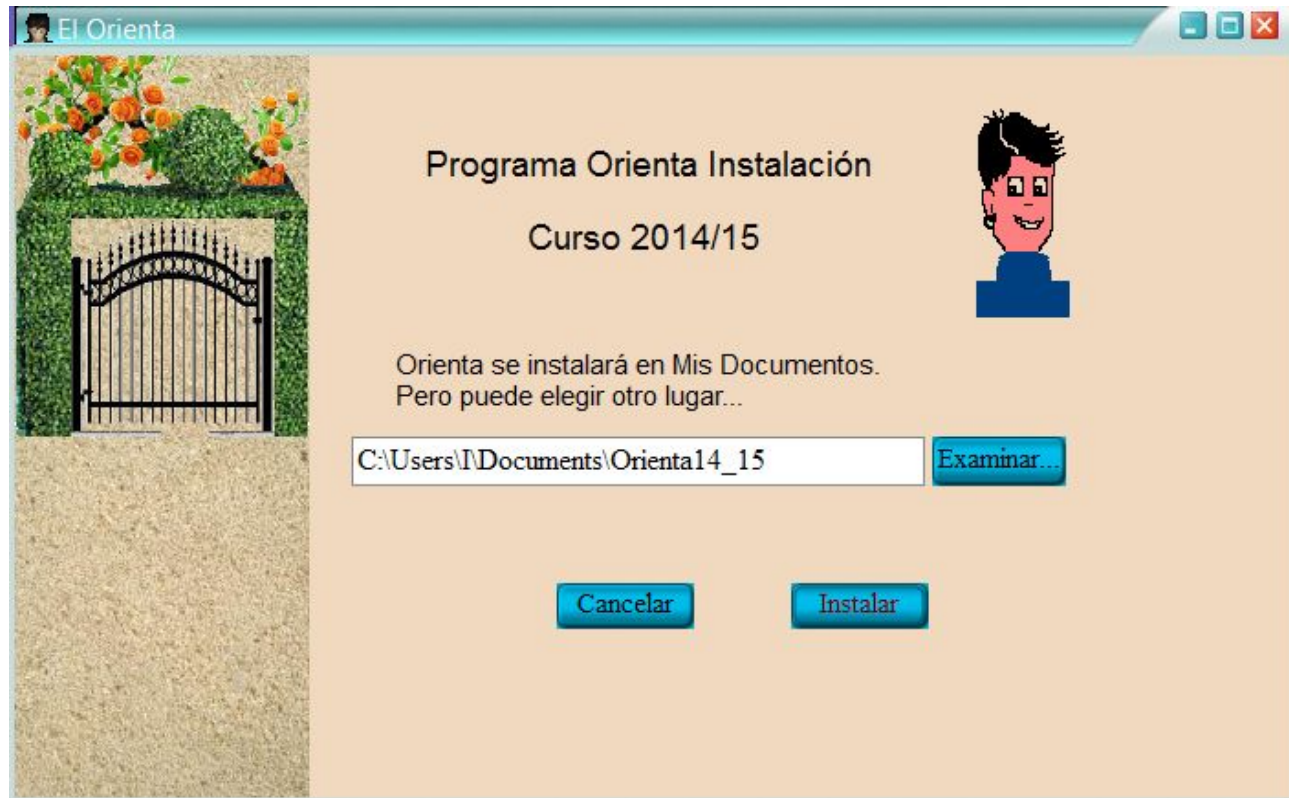 El Orienta
Programa Orienta Instalación
Curso 2014/15
Orienta se instalará en Mis Documentos.
Pero puede elegir otro lugar...
C:\Users\I\Documents\Orienta14_15
Examinar...
Cancelar
Instalar